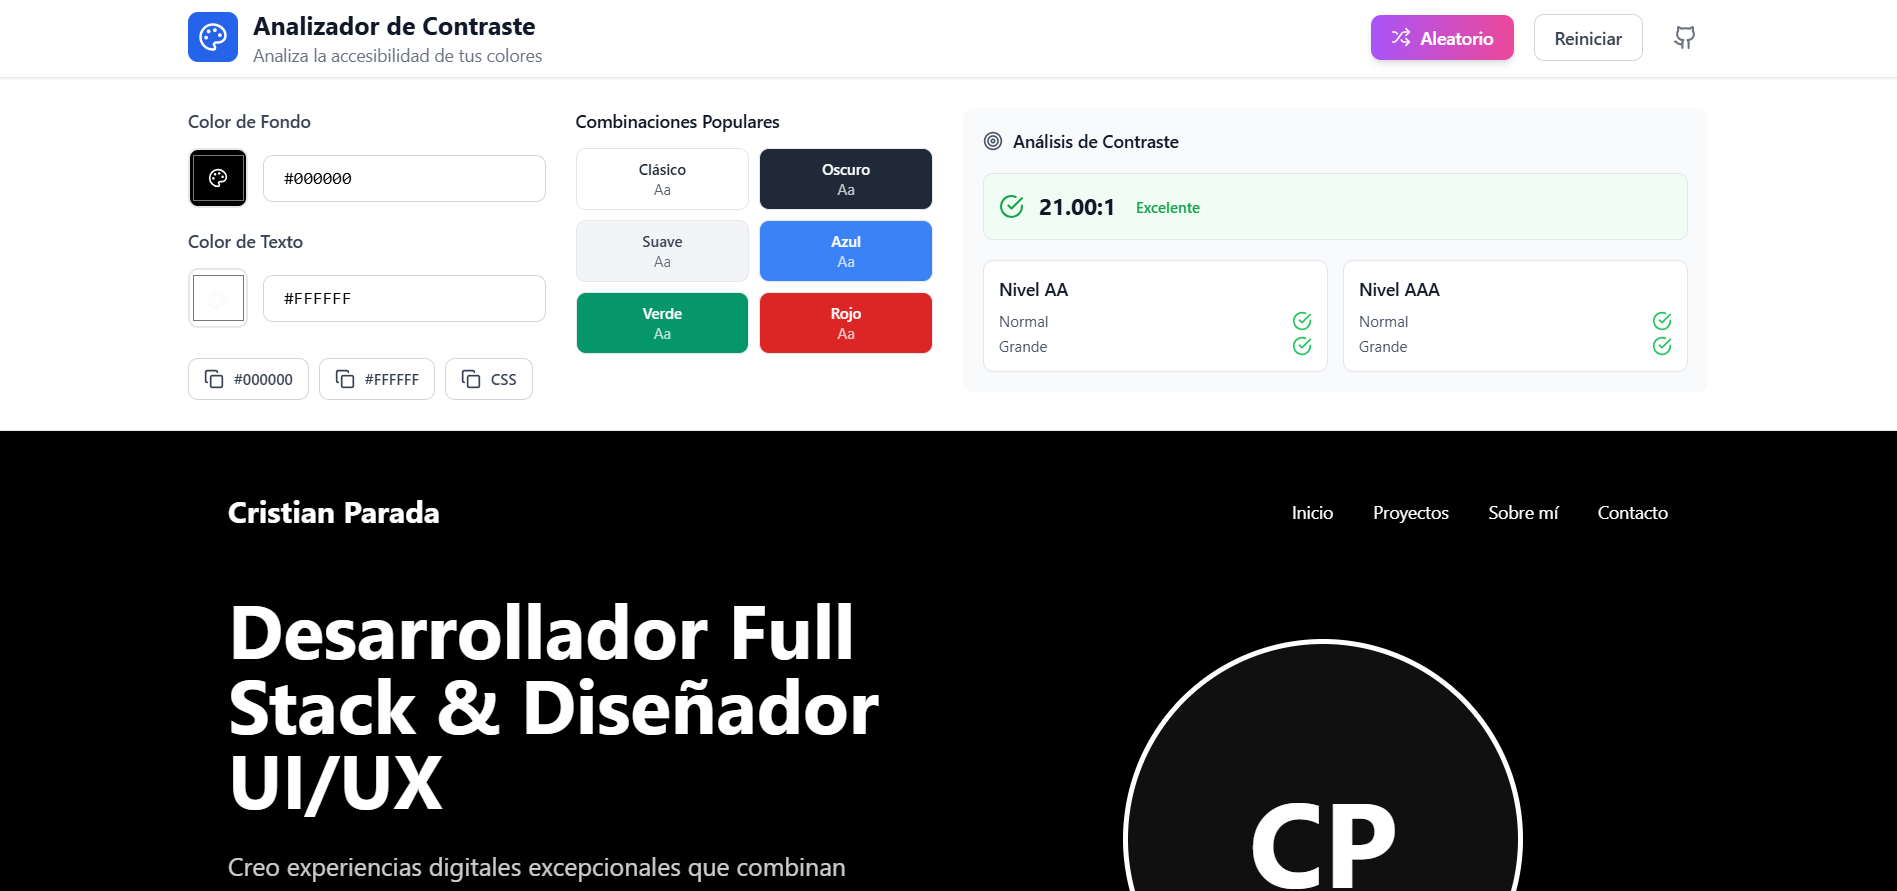 Analizador de Contraste
Analiza la accesibilidad de tus colores
Aleatorio
Reiniciar
Color de Fondo
#000000
Color de Texto
#FFFFFF
#000000
#FFFFFF
CSS
Combinaciones Populares
Clásico
Aa
Oscuro
Aa
Suave
Aa
Azul
Aa
Verde
Aa
Rojo
Aa
Análisis de Contraste
21.00:1 Excelente
Nivel AA
Normal
Grande
Nivel AAA
Normal
Grande
Cristian Parada
Inicio
Proyectos
Sobre mí
Contacto
Desarrollador Full
Stack & Diseñador
UI/UX
Creo experiencias digitales excepcionales que combinan
CP